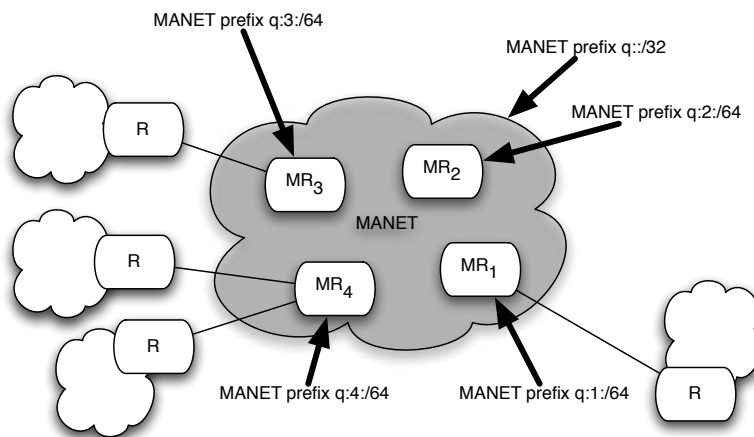 MANET prefix q:3:/64
MANET prefix q::/32
MANET prefix q:2:/64
R
MR3
MR2
MANET
R
MR4
MR1
R
R
MANET prefix q:4:/64
MANET prefix q:1:/64